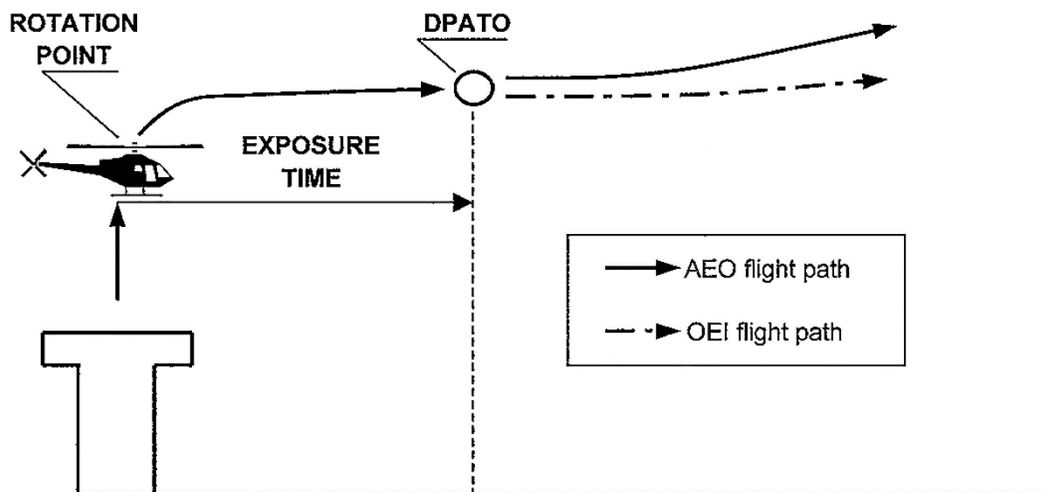 ROTATION
POINT
DPATO
EXPOSURE
TIME
AEO flight path
OEI flight path